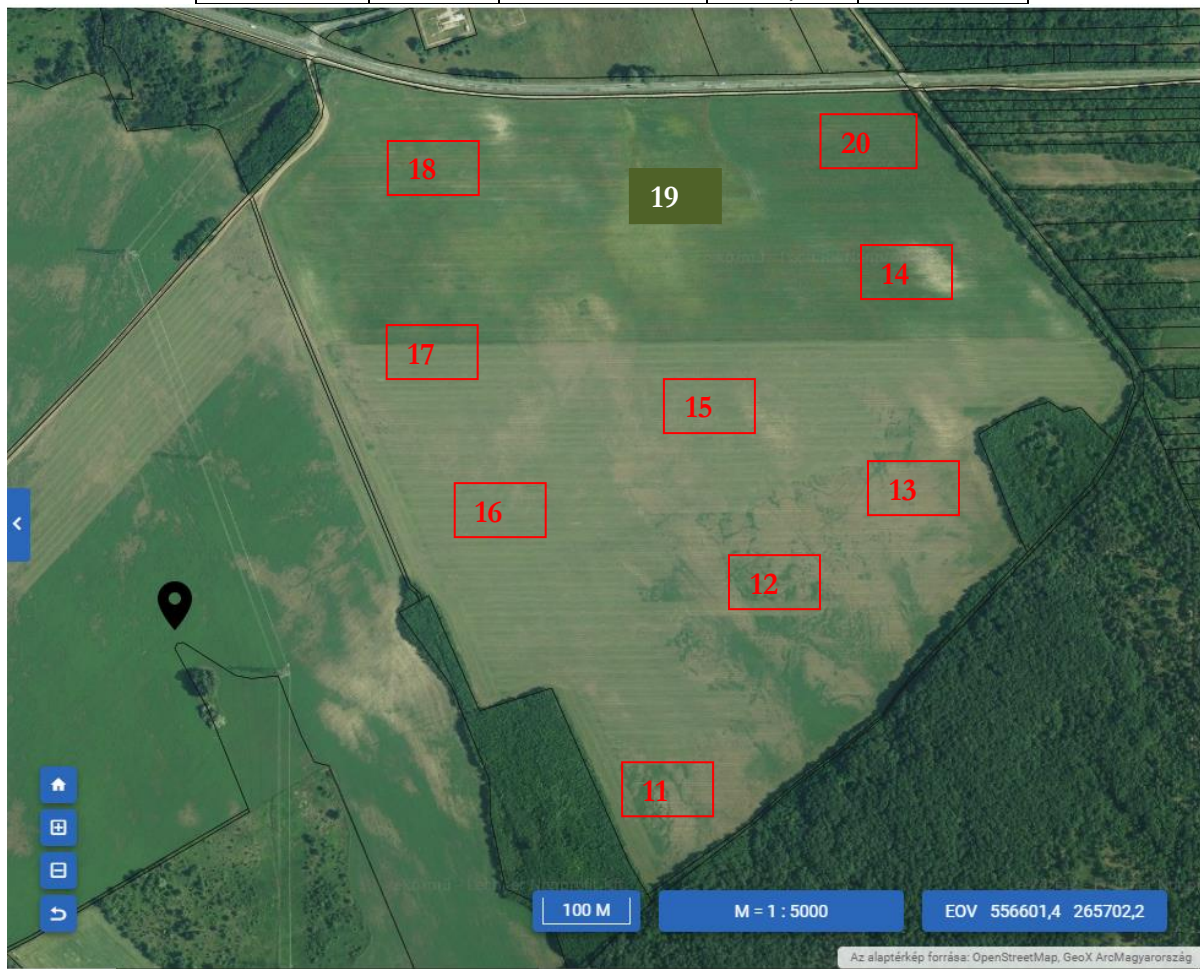 18
20
19
14
17
15
13
16
12
11
100 M
M = 1 : 5000
EOV 556601,4 265702,2
Az alaptérkép forrása: OpenStreetMap, GeoX ArcMagyarország